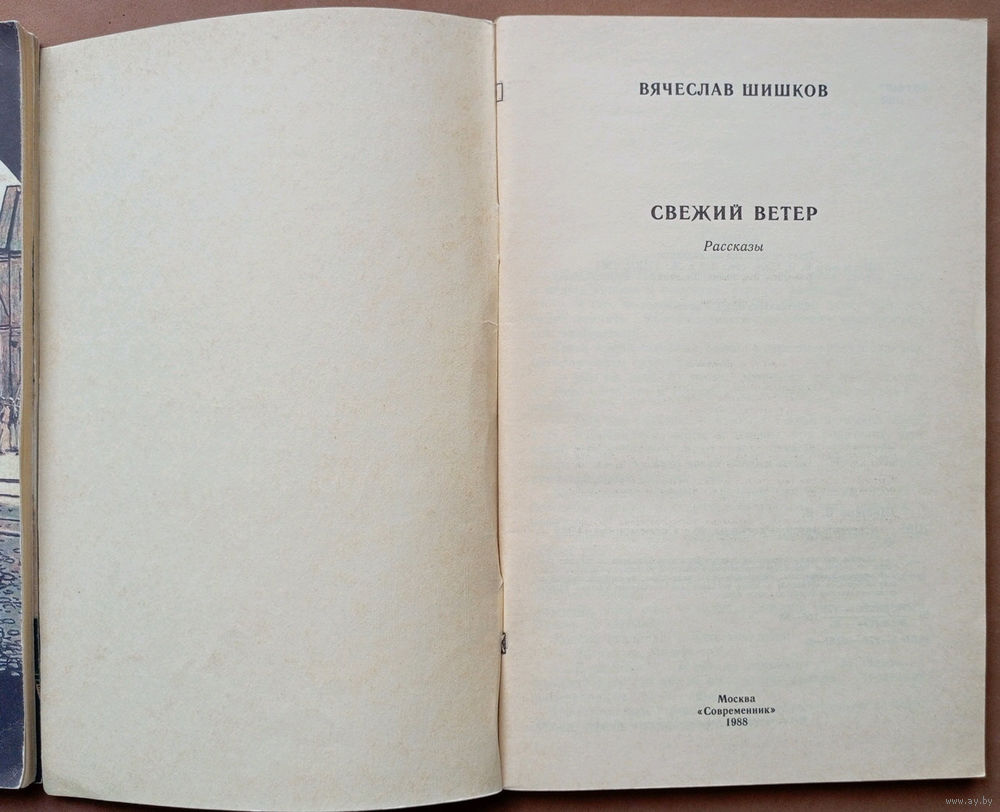 ВЯЧЕСЛАВ ШИШКОВ
СВЕЖИЙ ВЕТЕР
Рассказы
Москва
«Современник»
1988
www.ay.by